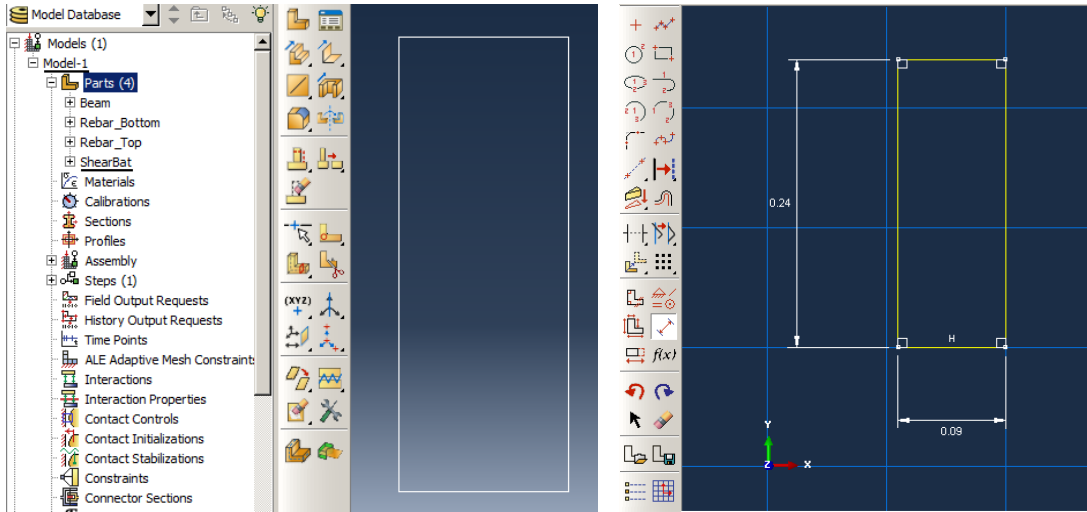 Model Database
Models (1)
Model-1
Parts (4)
Beam
Rebar_Bottom
Rebar_Top
ShearBat
Materials
Calibrations
Sections
Profiles
Assembly
Steps (1)
Field Output Requests
History Output Requests
Time Points
ALE Adaptive Mesh Constraints
Interactions
Interaction Properties
Contact Controls
Contact Initializations
Contact Stabilizations
Constraints
Connector Sections
(XYZ)
f(x)
0.24
H
0.09
Y
Z
X